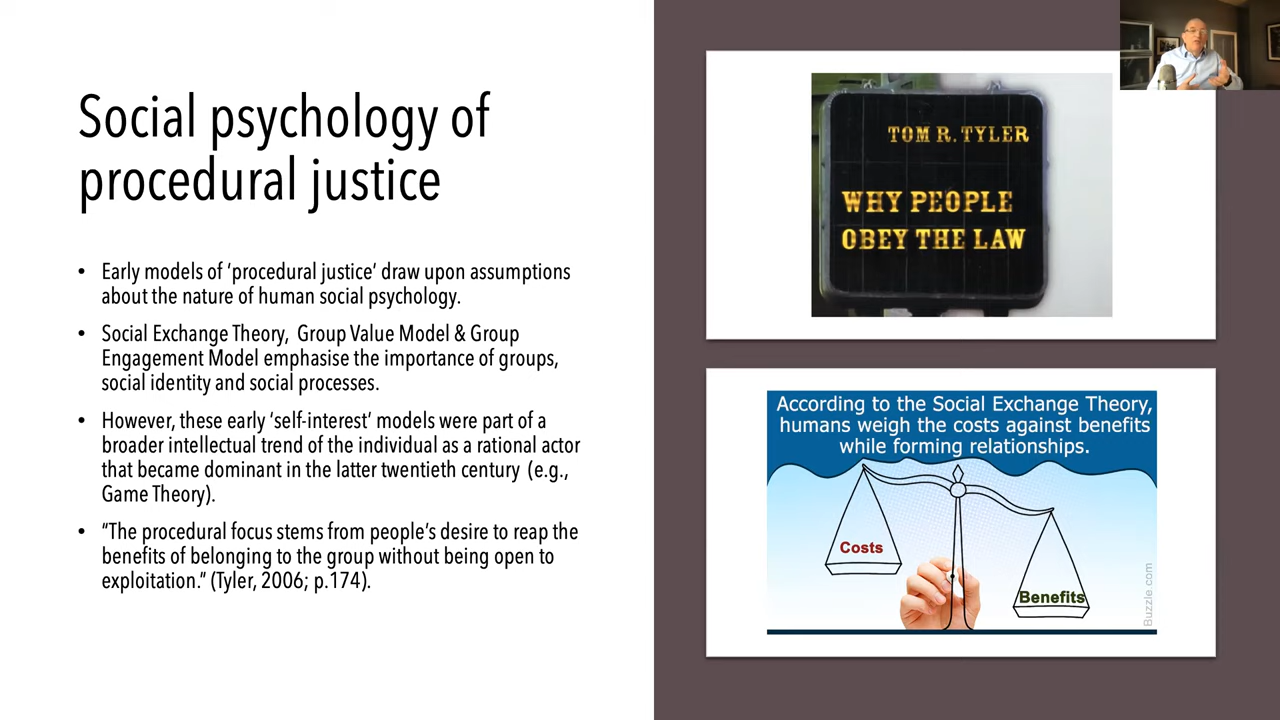 Social psychology of
procedural justice
• Early models of ‘procedural justice’ draw upon assumptions
about the nature of human social psychology.
• Social Exchange Theory, Group Value Model & Group
Engagement Model emphasise the importance of groups,
social identity and social processes.
• However, these early ‘self-interest’ models were part of a
broader intellectual trend of the individual as a rational actor
that became dominant in the latter twentieth century (e.g.,
Game Theory).
• “The procedural focus stems from people’s desire to reap the
benefits of belonging to the group without being open to
exploitation.” (Tyler, 2006; p.174).
TOM R. TYLER
WHY PEOPLE
OBEY THE LAW
According to the Social Exchange Theory,
humans weigh the costs against benefits
while forming relationships.
Costs
Benefits
Buzzle.com